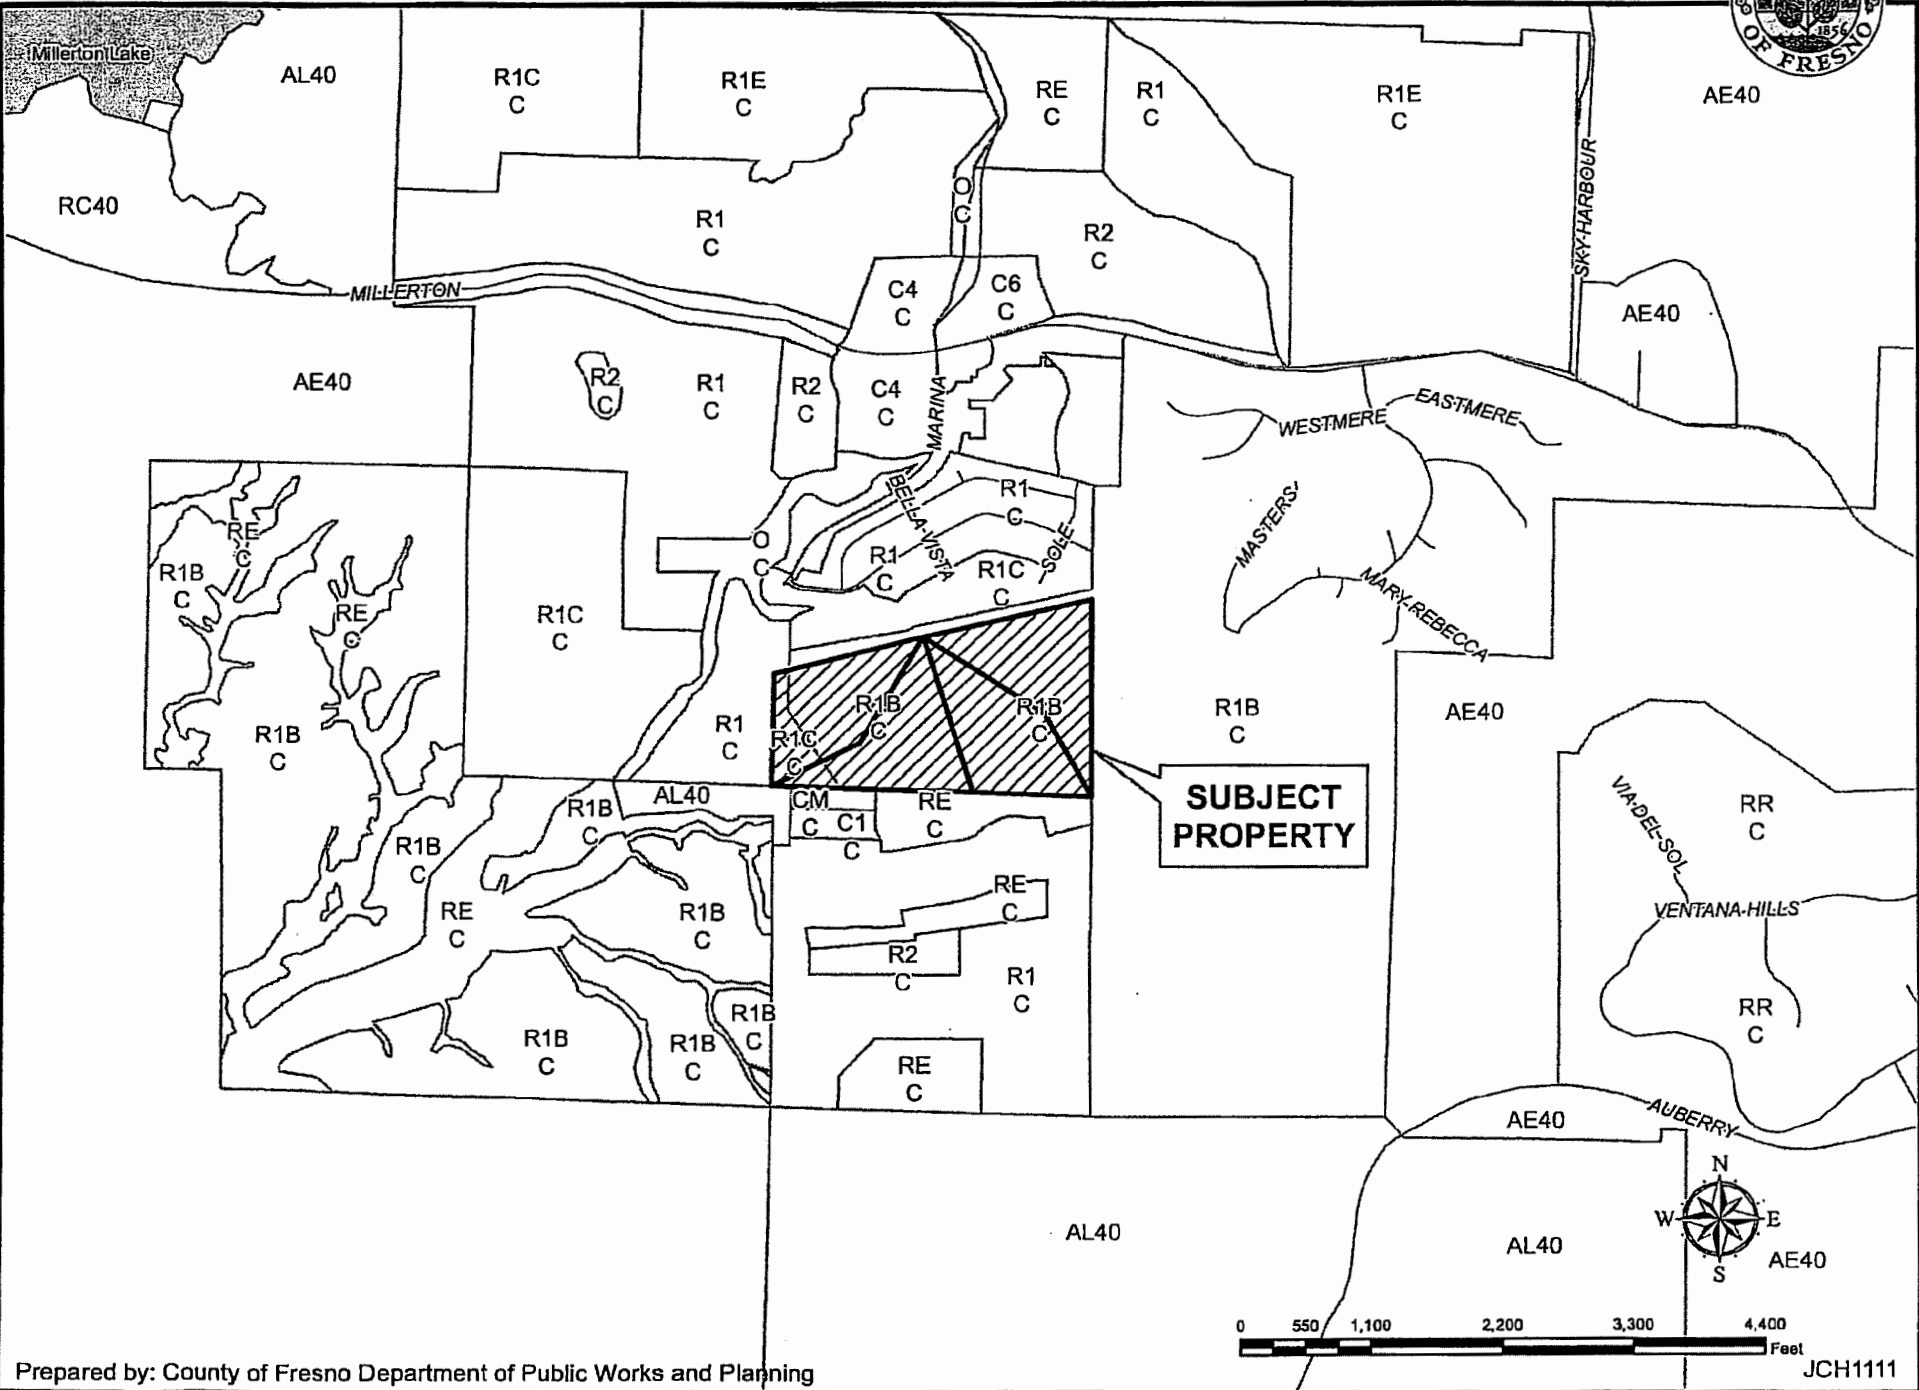 Millerton Lake
AL40
R1C
C
R1E
C
RE
C
R1
C
R1E
C
AE40
1856
OF FRESNO
RC40
R1
C
O
C
R2
C
SKY-HARBOUR
MILLERTON
C4
C
C6
C
AE40
AE40
R2
C
R1
C
R2
C
C4
C
MARINA
WESTMERE
EASTMERE
RE
C
R1B
C
RE
C
R1C
C
O
C
BELLA-VISTA
R1
C
R1
C
R1C
C
SOLE
MASTERS'
MARY-REBECCA
R1B
C
R1
C
R1C
C
R1B
C
R1B
C
R1B
C
AE40
SUBJECT
PROPERTY
R1B
C
R1B
C
AL40
CM
C
C1
C
RE
C
VIA-DEL-SOL
RR
C
VENTANA-HILLS
RE
C
R1B
C
RE
C
R2
C
R1
C
RR
C
R1B
C
R1B
C
R1B
C
RE
C
AE40
AUBERRY
AL40
AL40
AE40
N
W
E
S
0 550 1,100 2,200 3,300 4,400
Feet
Prepared by: County of Fresno Department of Public Works and Planning
JCH1111